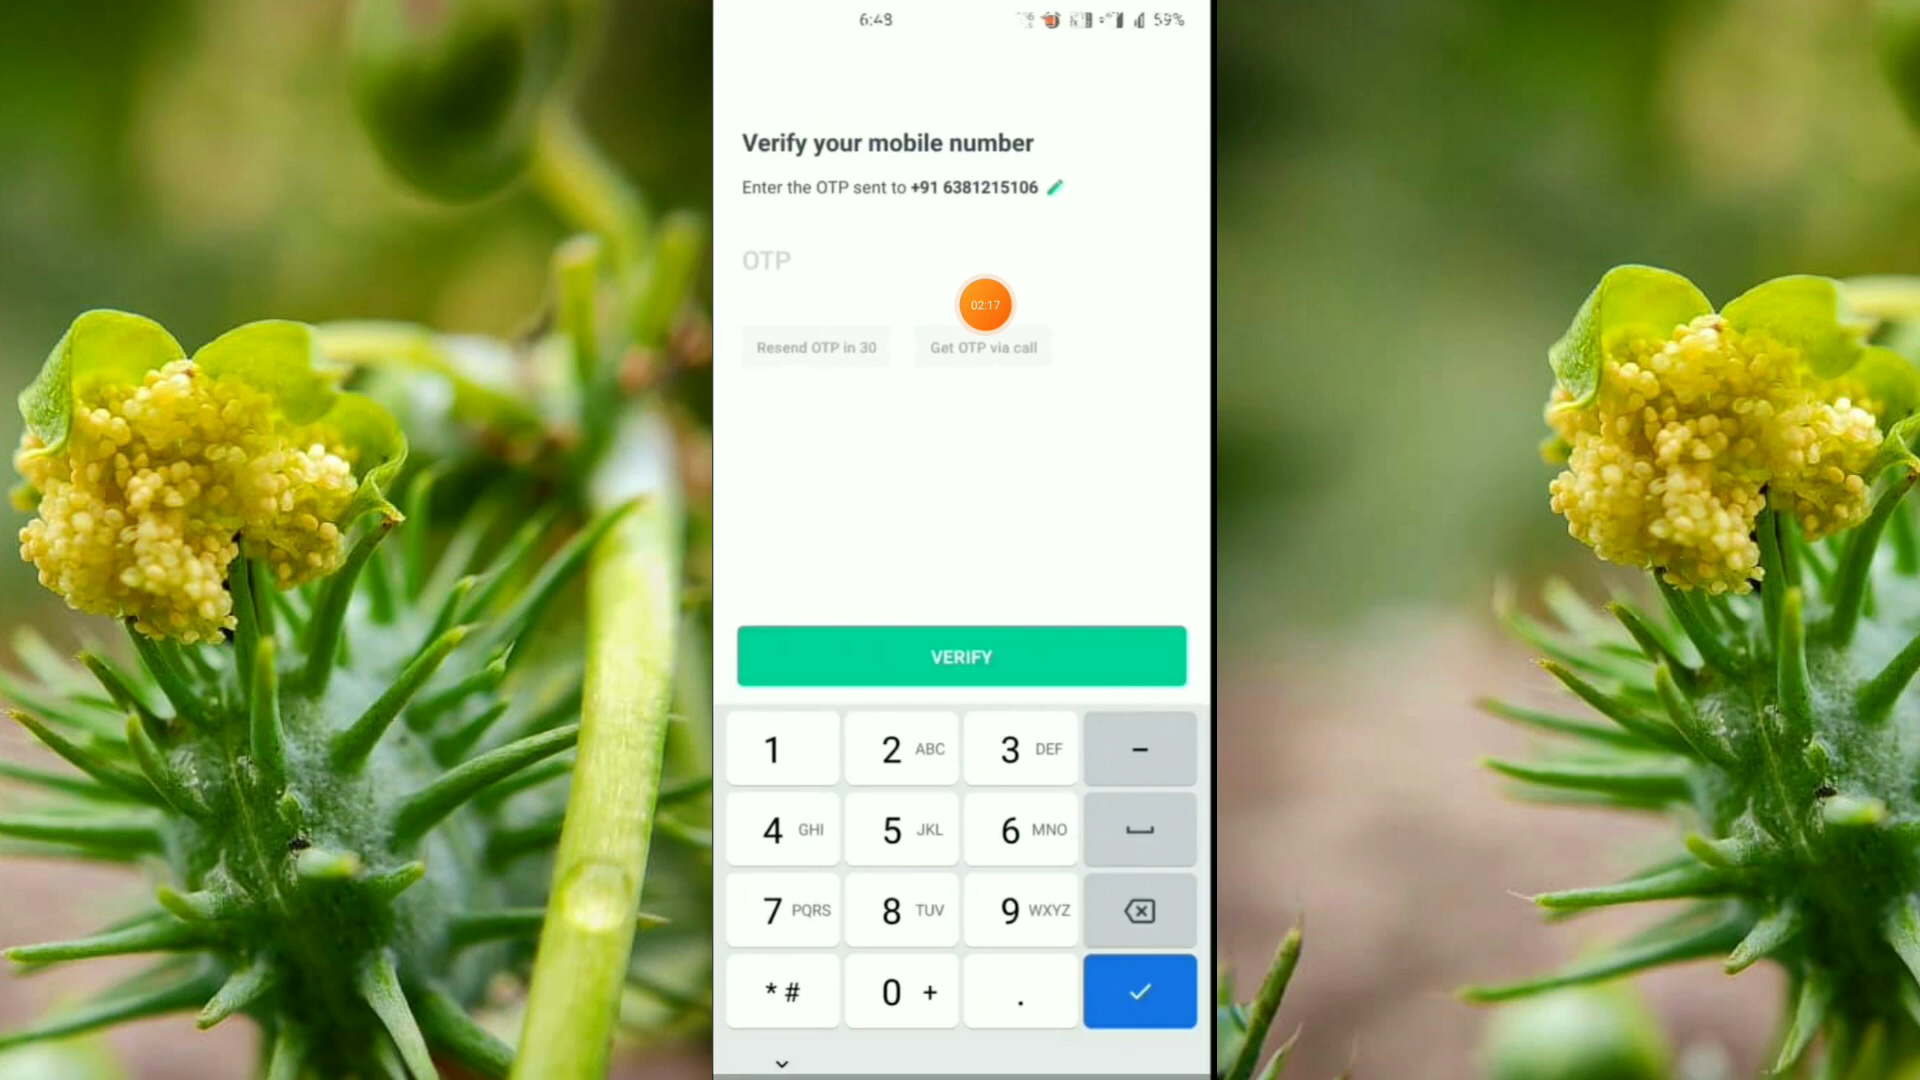 6:43
59%
Verify your mobile number
Enter the OTP sent to +91 6381215106
OTP
02:17
Resend OTP in 30
Get OTP via call
VERIFY
1
2 ABC
3 DEF
-
4 GHI
5 JKL
6 MNO
7 PQRS
8 TUV
9 WXYZ
* #
0 +
.